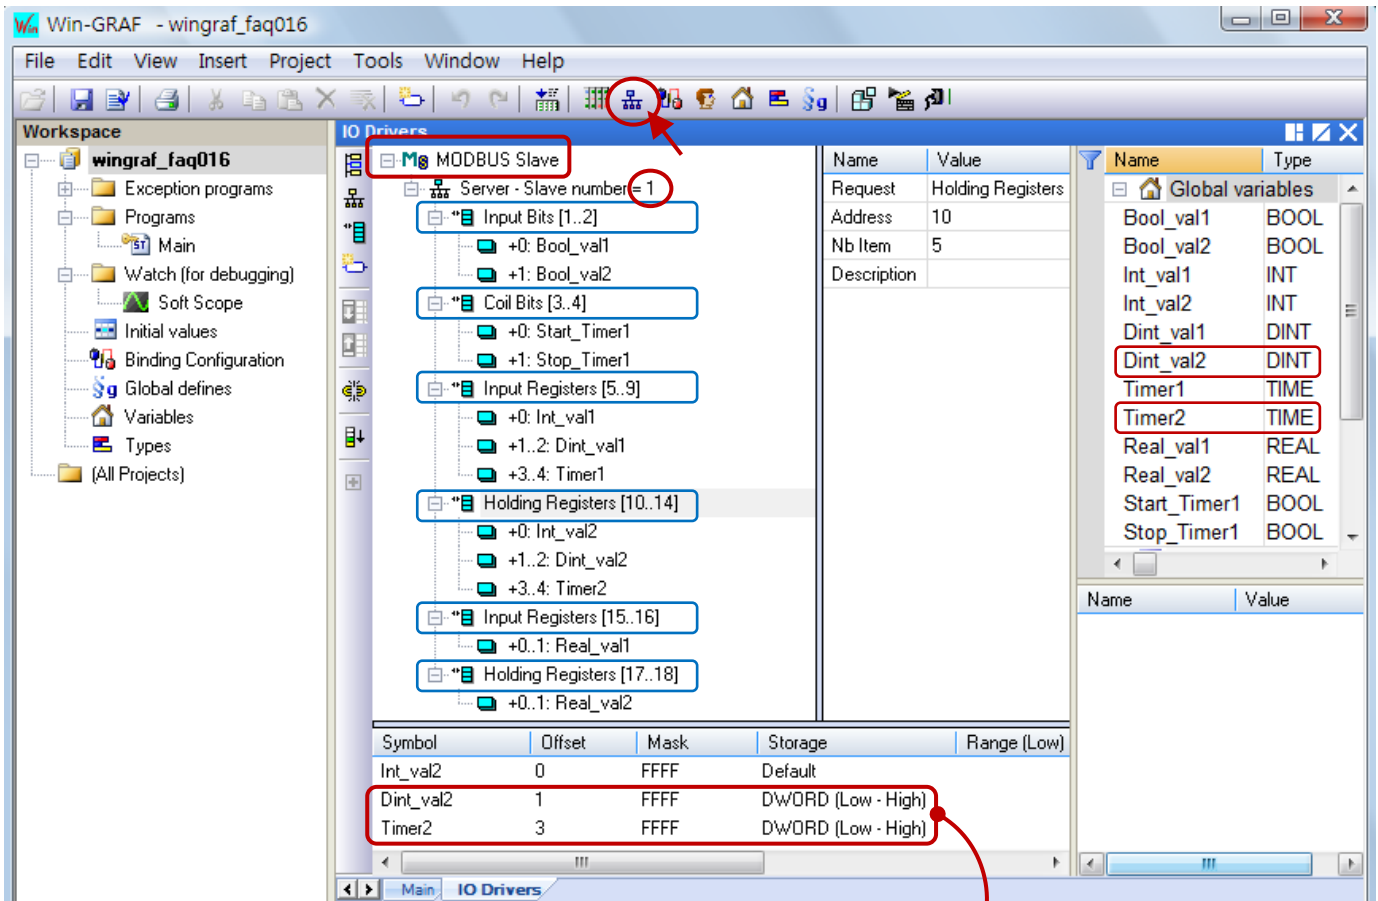 Win-GRAF - wingraf_faq016
File Edit View Insert Project Tools Window Help
Workspace
wingraf_faq016
Exception programs
Programs
Main
Watch (for debugging)
Soft Scope
Initial values
Binding Configuration
Global defines
Variables
Types
(All Projects)
IO Drivers
MODBUS Slave
Server - Slave number = 1
Input Bits [1..2]
+0: Bool_val1
+1: Bool_val2
Coil Bits [3..4]
+0: Start_Timer1
+1: Stop_Timer1
Input Registers [5..9]
+0: Int_val1
+1..2: Dint_val1
+3..4: Timer1
Holding Registers [10..14]
+0: Int_val2
+1..2: Dint_val2
+3..4: Timer2
Input Registers [15..16]
+0..1: Real_val1
Holding Registers [17..18]
+0..1: Real_val2
Name Value
Request Holding Registers
Address 10
Nb Item 5
Description
Name Type
Global variables
Bool_val1 BOOL
Bool_val2 BOOL
Int_val1 INT
Int_val2 INT
Dint_val1 DINT
Dint_val2 DINT
Timer1 TIME
Timer2 TIME
Real_val1 REAL
Real_val2 REAL
Start_Timer1 BOOL
Stop_Timer1 BOOL
Name Value
Symbol Offset Mask Storage Range (Low)
Int_val2 0 FFFF Default
Dint_val2 1 FFFF DWORD (Low - High)
Timer2 3 FFFF DWORD (Low - High)
Main IO Drivers